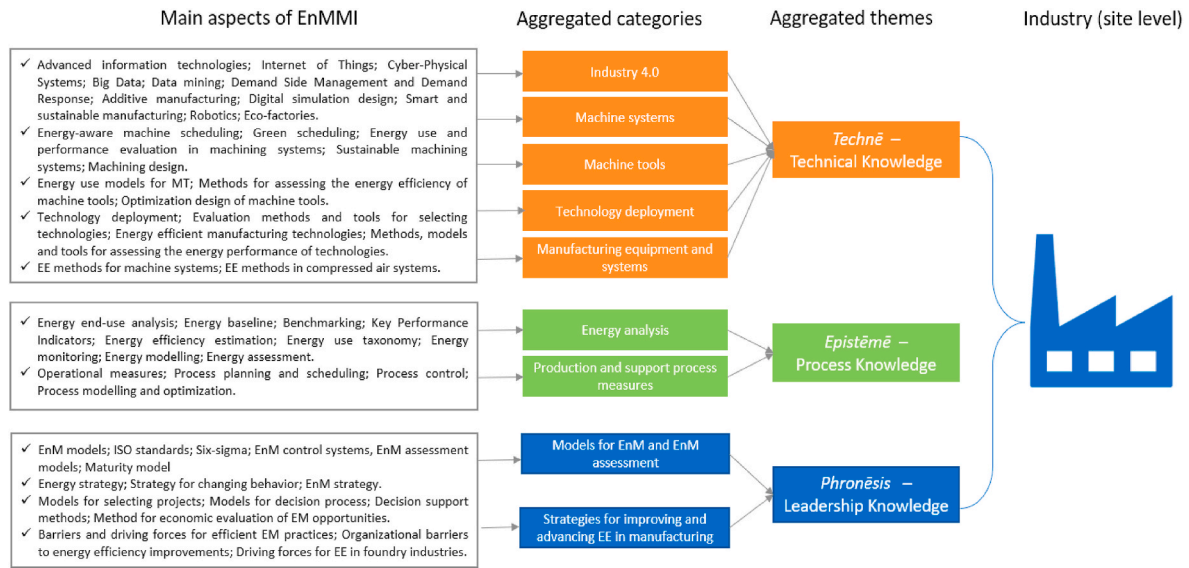 Main aspects of EnMMI
Aggregated categories
Aggregated themes
Industry (site level)
✓ Advanced information technologies; Internet of Things; Cyber-Physical
Systems; Big Data; Data mining; Demand Side Management and Demand
Response; Additive manufacturing; Digital simulation design; Smart and
sustainable manufacturing; Robotics; Eco-factories.
✓ Energy-aware machine scheduling; Green scheduling; Energy use and
performance evaluation in machining systems; Sustainable machining
systems; Machining design.
✓ Energy use models for MT; Methods for assessing the energy efficiency of
machine tools; Optimization design of machine tools.
✓ Technology deployment; Evaluation methods and tools for selecting
technologies; Energy efficient manufacturing technologies; Methods, models
and tools for assessing the energy performance of technologies.
✓ EE methods for machine systems; EE methods in compressed air systems.
Industry 4.0
Machine systems
Machine tools
Technology deployment
Manufacturing equipment and
systems
Technē –
Technical Knowledge
✓ Energy end-use analysis; Energy baseline; Benchmarking; Key Performance
Indicators; Energy efficiency estimation; Energy use taxonomy; Energy
monitoring; Energy modelling; Energy assessment.
✓ Operational measures; Process planning and scheduling; Process control;
Process modelling and optimization.
Energy analysis
Production and support process
measures
Epistēmē –
Process Knowledge
✓ EnM models; ISO standards; Six-sigma; EnM control systems, EnM assessment
models; Maturity model
✓ Energy strategy; Strategy for changing behavior; EnM strategy.
✓ Models for selecting projects; Models for decision process; Decision support
methods; Method for economic evaluation of EM opportunities.
✓ Barriers and driving forces for efficient EM practices; Organizational barriers
to energy efficiency improvements; Driving forces for EE in foundry industries.
Models for EnM and EnM
assessment
Strategies for improving and
advancing EE in manufacturing
Phronēsis –
Leadership Knowledge